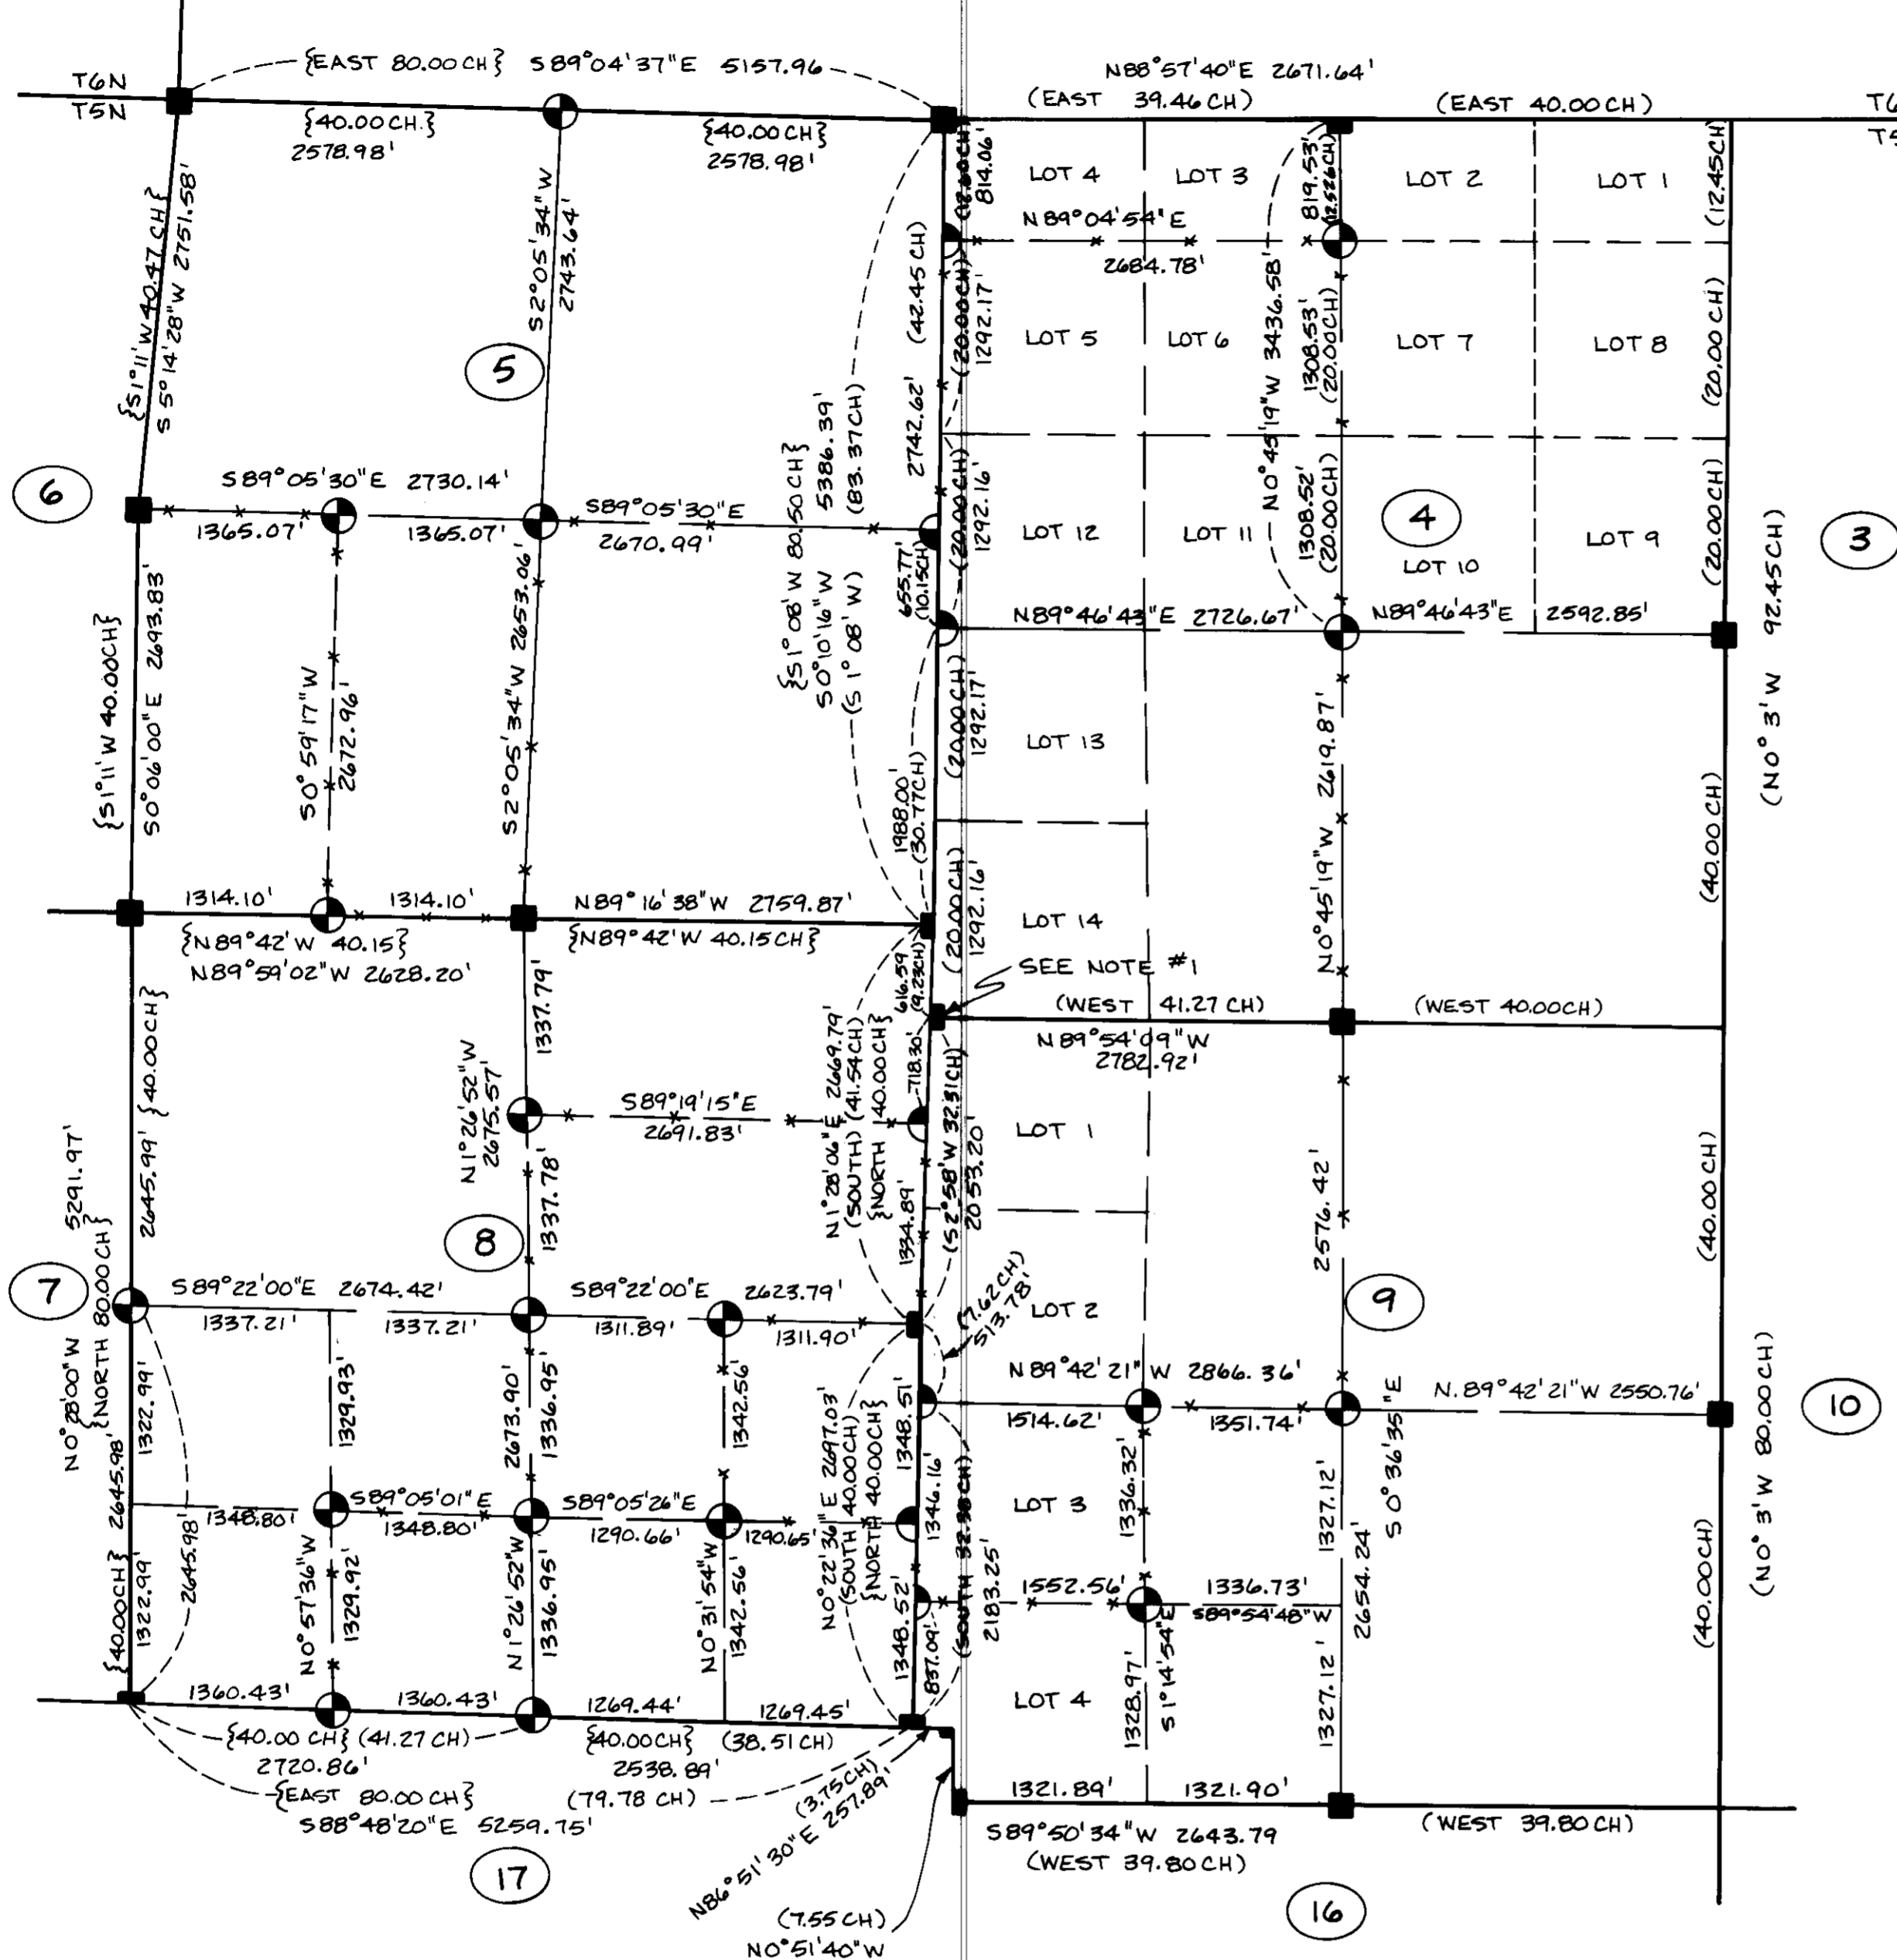 {EAST 80.00 CH} S89°04'37"E 5157.96
N88°57'40"E 2671.64'
T6N
T5N
{40.00 CH.}
2578.98'
{40.00 CH}
2578.98'
(EAST 39.46 CH)
(EAST 40.00 CH)
T6
T5
{S1°11'W 40.47 CH}
S5°14'28"W 2751.58'
S2°05'34"W
2743.64'
814.06'
LOT 4
LOT 3
819.53'
(12.526CH)
LOT 2
LOT 1
(12.45CH)
N89°04'54"E
2684.78'
5
(42.45 CH)
2742.62'
(20.00CH)
1292.17'
LOT 5
LOT 6
N0°45'19"W 3436.58'
1308.53'
(20.00CH)
LOT 7
LOT 8
(20.00 CH)
{S1°08'W 80.50CH}
S0°10'16"W 5386.39'
(S1°08'W) (83.37CH)
6
S89°05'30"E 2730.14'
1365.07'
1365.07'
S89°05'30"E
2670.99'
(20.00CH)
1292.16'
655.77'
(10.15CH)
LOT 12
LOT 11
1308.52'
(20.00CH)
4
LOT 10
LOT 9
(20.00 CH)
3
N89°46'43"E 2726.67'
N89°46'43"E 2592.85'
(N0°3'W 92.45CH)
{S1°11'W 40.00CH}
S0°06'00"E 2693.83'
S0°59'17"W
2672.96'
S2°05'34"W 2653.06'
1988.00'
(30.77CH)
(20.00CH)
1292.17'
LOT 13
N0°45'19"W 2619.87'
(40.00 CH)
1314.10'
1314.10'
N89°16'38"W 2759.87'
{N89°42'W 40.15}
N89°59'02"W 2628.20'
{N89°42'W 40.15CH}
(20.00CH)
1292.16'
LOT 14
616.59
(9.23CH)
SEE NOTE #1
(WEST 41.27 CH)
N89°54'09"W
2782.92'
(WEST 40.00CH)
2645.99' {40.00CH}
1337.79'
N1°26'52"W
2675.57'
S89°19'15"E
2691.83'
N1°28'06"E 2669.79'
(SOUTH) (41.54CH)
{NORTH 40.00CH}
718.30'
(S2°58'W 32.31CH)
2053.20'
1334.89'
LOT 1
2576.42'
(40.00 CH)
1337.78'
8
7
N0°28'00"W 5291.97'
{NORTH 80.00 CH}
S89°22'00"E 2674.42'
1337.21'
1337.21'
S89°22'00"E 2623.79'
1311.89'
1311.90'
(7.62CH)
513.78'
LOT 2
9
N89°42'21"W 2866.36'
1514.62'
1351.74'
N.89°42'21"W 2550.76'
10
{40.00CH} 2645.98'
1322.99'
2645.98'
1329.93'
2673.90'
1336.95'
1342.56'
N0°22'36"E 2697.03'
(SOUTH 40.00CH)
{NORTH 40.00CH}
1348.51'
1346.16'
LOT 3
1336.32'
1327.12'
S0°36'35"E
2654.24'
(N0°3'W 80.00CH)
1348.80'
S89°05'01"E
1348.80'
S89°05'26"E
1290.66'
1290.65'
(SOUTH 32.38CH)
2183.25'
1322.99'
N0°57'36"W
1329.92'
N1°26'52"W
1336.95'
N0°31'54"W
1342.56'
1348.52'
837.09'
1552.56'
1336.73'
S89°54'48"W
LOT 4
1328.97'
S1°14'54"E
1327.12'
(40.00CH)
1360.43'
1360.43'
1269.44'
1269.45'
{40.00 CH} (41.27 CH)
2720.86'
{40.00CH} (38.51 CH)
2538.89'
{EAST 80.00 CH} (79.78 CH)
S88°48'20"E 5259.75'
(3.75CH)
N86°51'30"E 257.89'
1321.89'
1321.90'
S89°50'34"W 2643.79
(WEST 39.80CH)
(WEST 39.80 CH)
17
16
(7.55 CH)
N0°51'40"W